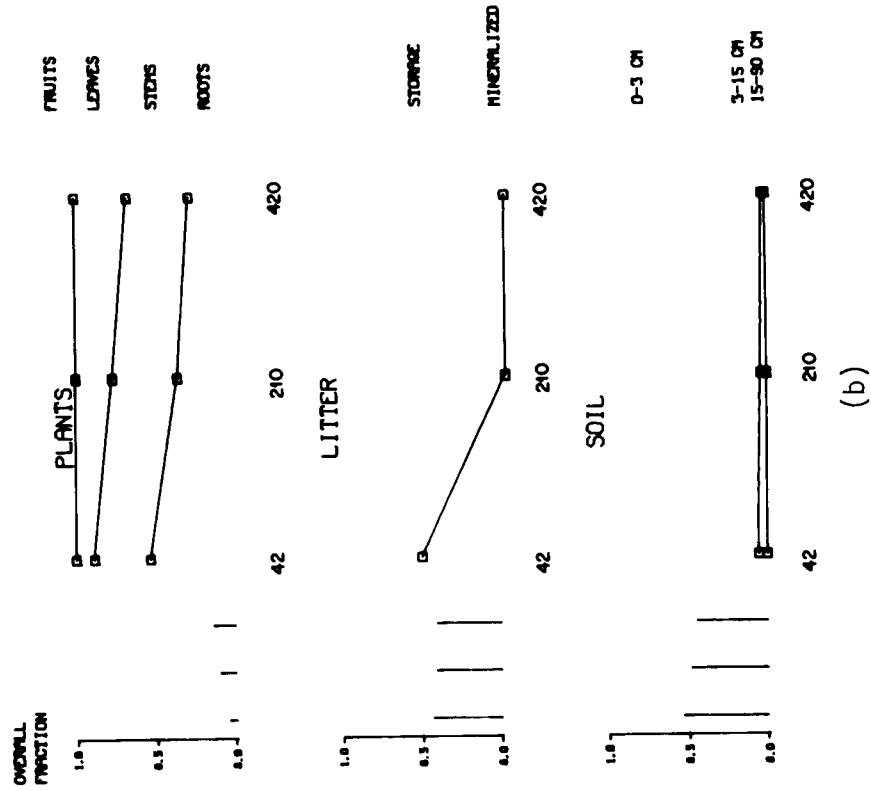 OVERALL
FRACTION
1.0
0.5
0.0
PLANTS
42
210
420
FRUITS
LEAVES
STEMS
ROOTS
1.0
0.5
0.0
LITTER
42
210
420
STORAGE
MINERALIZED
1.0
0.5
0.0
SOIL
42
210
420
0-3 CM
3-15 CM
15-90 CM
(b)